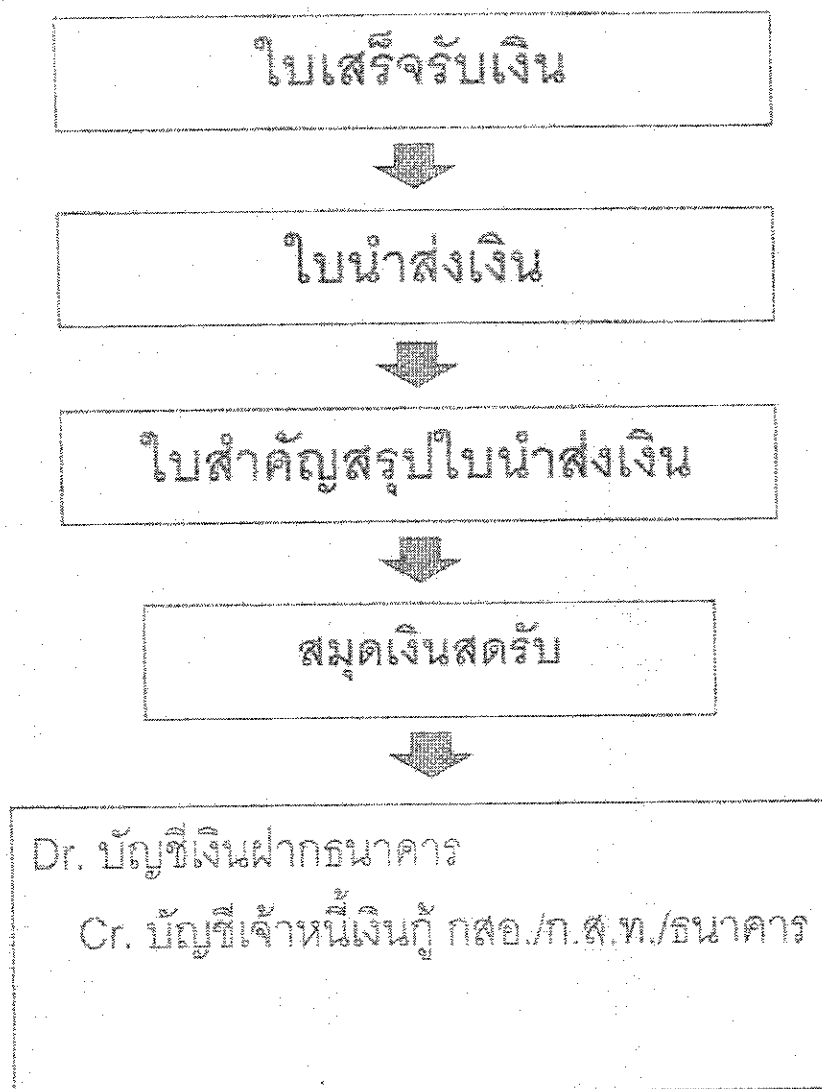 ใบเสร็จรับเงิน
ใบนำส่งเงิน
ใบสำคัญสรุปใบนำส่งเงิน
สมุดเงินสดรับ
Dr. บัญชีเงินฝากธนาคาร
Cr. บัญชีเจ้าหนี้เงินกู้ กสอ./ก.ส.ท./ธนาคาร